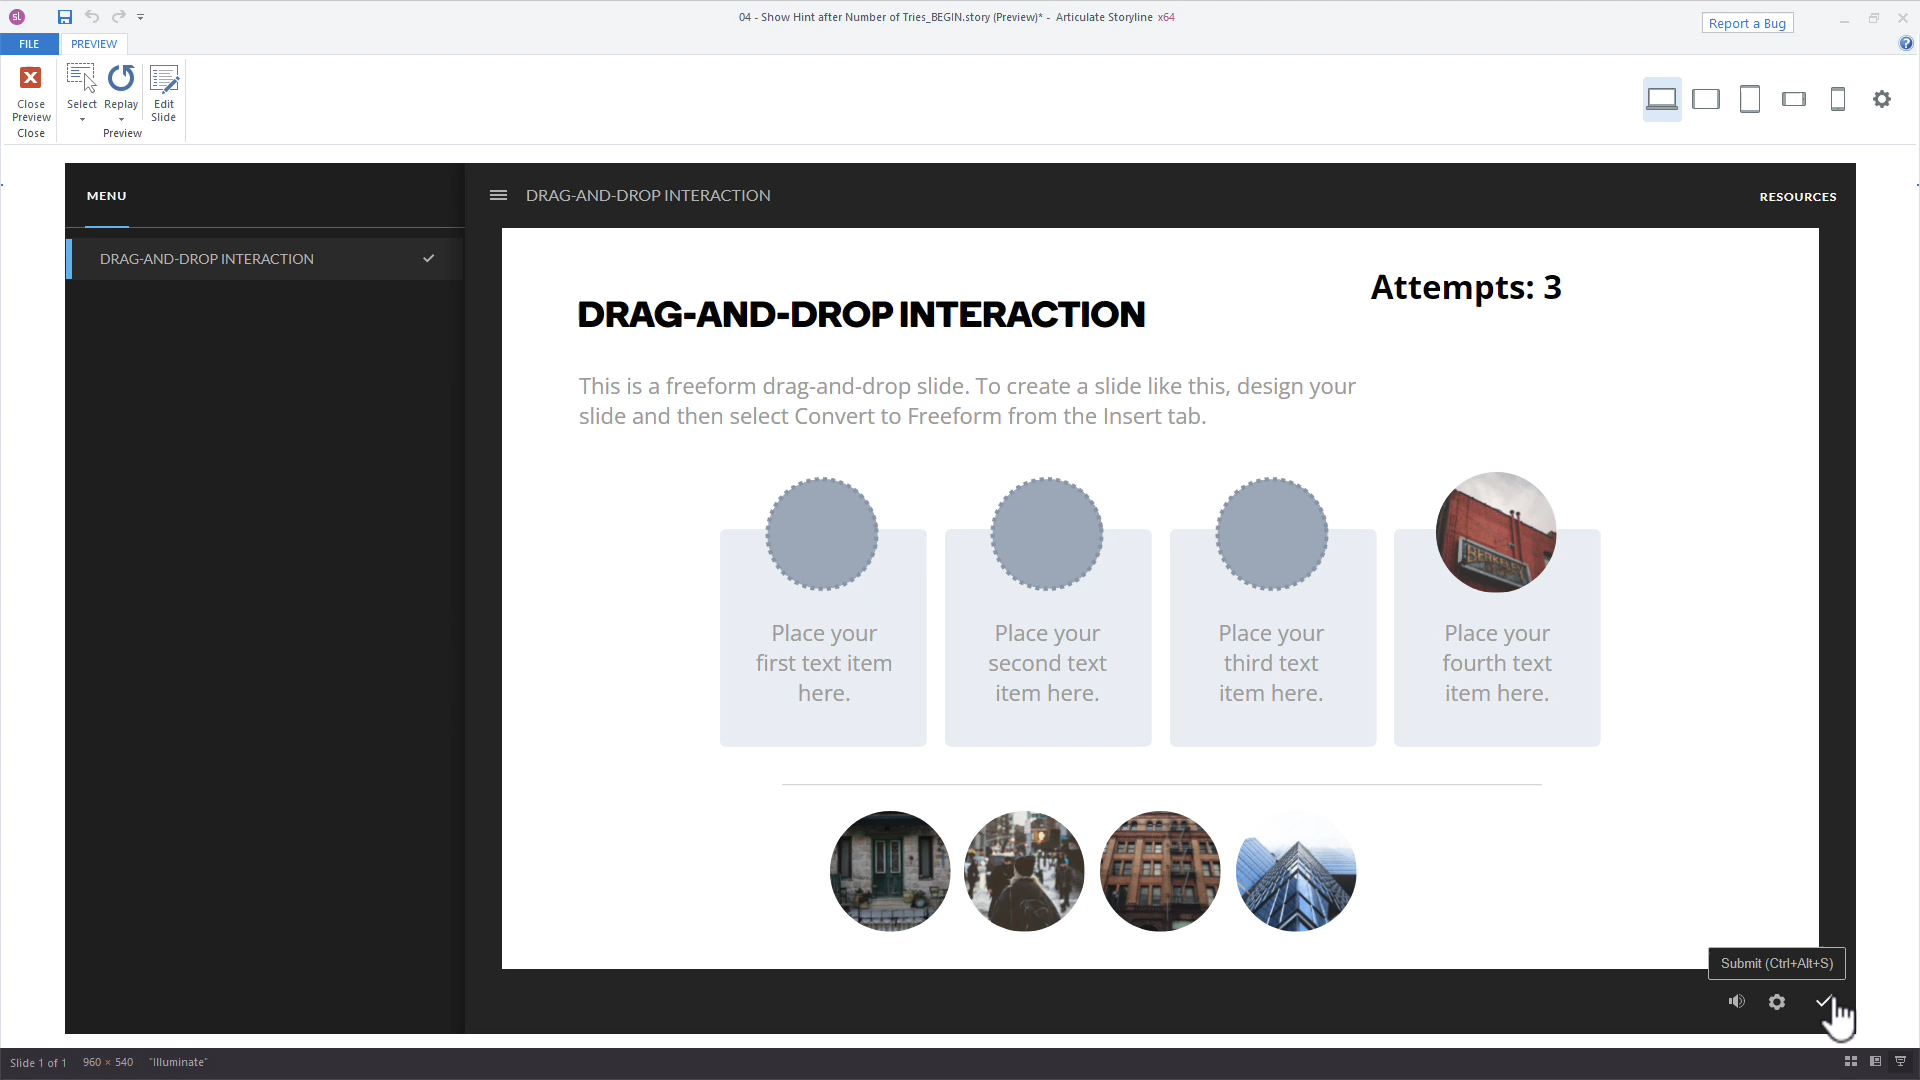 sl
04 - Show Hint after Number of Tries_BEGIN.story (Preview)* - Articulate Storyline x64
Report a Bug
FILE
PREVIEW
?
Close
Preview
Select
Replay
Edit
Slide
Close
Preview
MENU
DRAG-AND-DROP INTERACTION
RESOURCES
DRAG-AND-DROP INTERACTION
Attempts: 3
DRAG-AND-DROP INTERACTION
This is a freeform drag-and-drop slide. To create a slide like this, design your
slide and then select Convert to Freeform from the Insert tab.
BERKELEY
Place your
first text item
here.
Place your
second text
item here.
Place your
third text
item here.
Place your
fourth text
item here.
Submit (Ctrl+Alt+S)
Slide 1 of 1
960 × 540
"Illuminate"